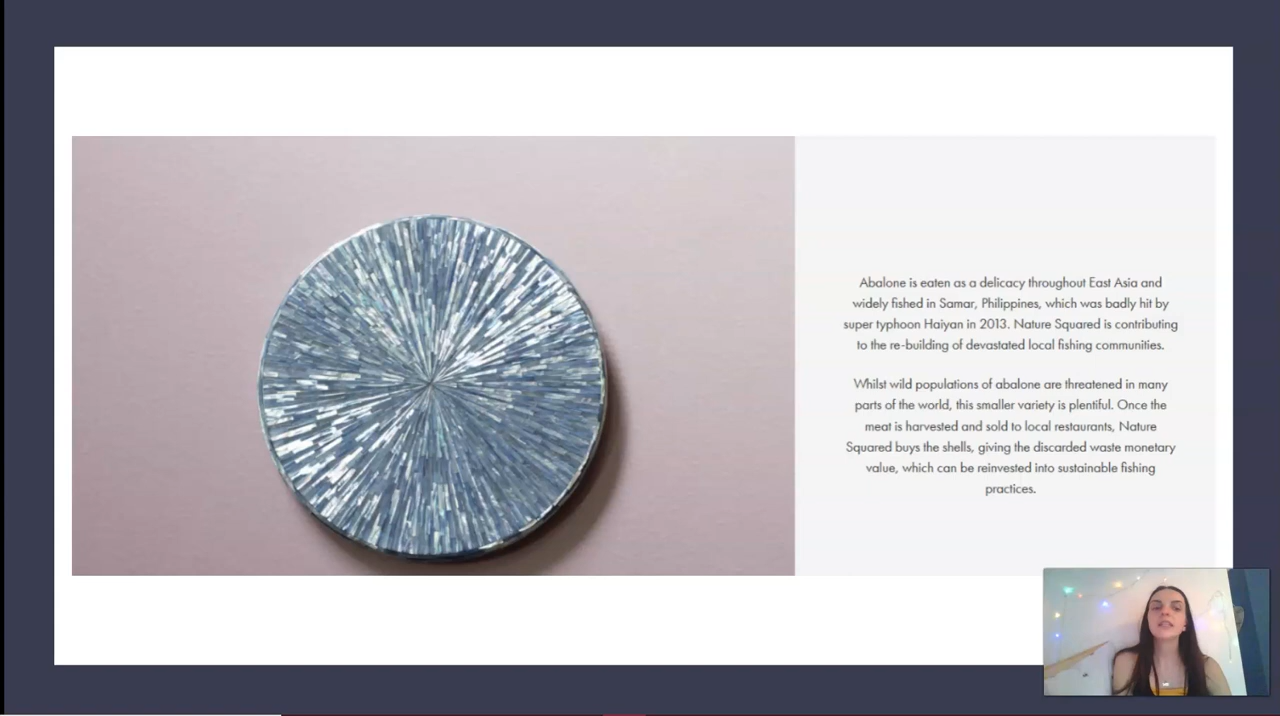 Abalone is eaten as a delicacy throughout East Asia and
widely fished in Samar, Philippines, which was badly hit by
super typhoon Haiyan in 2013. Nature Squared is contributing
to the re-building of devastated local fishing communities.
Whilst wild populations of abalone are threatened in many
parts of the world, this smaller variety is plentiful. Once the
meat is harvested and sold to local restaurants, Nature
Squared buys the shells, giving the discarded waste monetary
value, which can be reinvested into sustainable fishing
practices.